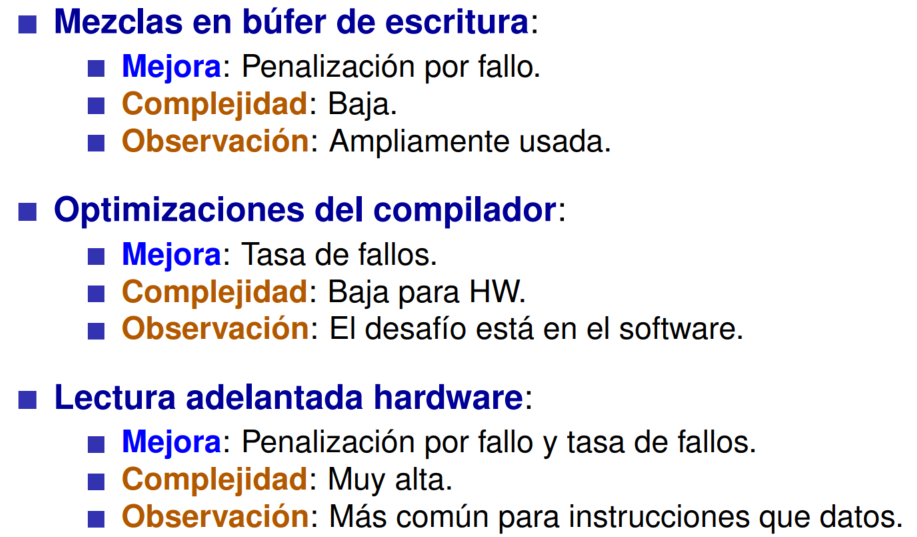 Mezclas en búfer de escritura:
Mejora: Penalización por fallo.
Complejidad: Baja.
Observación: Ampliamente usada.
Optimizaciones del compilador:
Mejora: Tasa de fallos.
Complejidad: Baja para HW.
Observación: El desafío está en el software.
Lectura adelantada hardware:
Mejora: Penalización por fallo y tasa de fallos.
Complejidad: Muy alta.
Observación: Más común para instrucciones que datos.